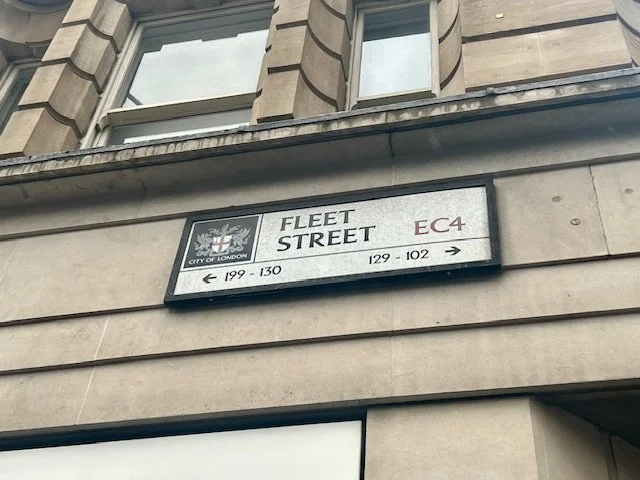 FLEET
STREET
EC4
CITY OF LONDON
← 199 - 130
129 - 102 →